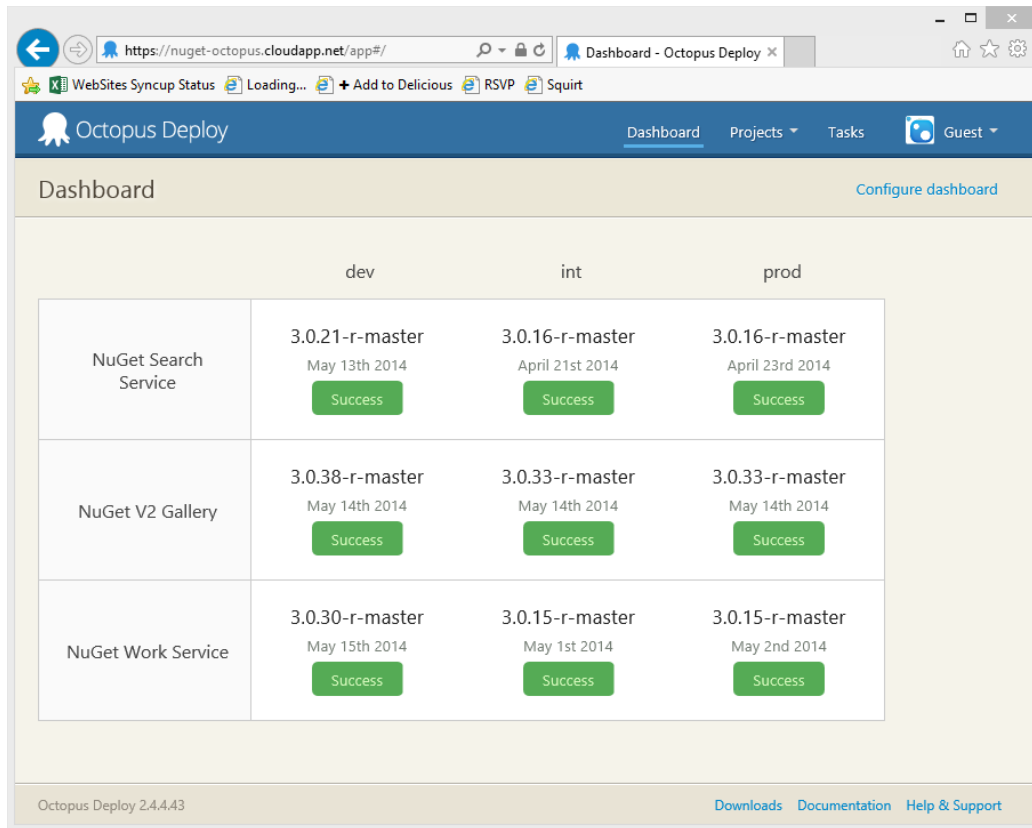 https://nuget-octopus.cloudapp.net/app#/
Dashboard - Octopus Deploy
WebSites Syncup Status Loading... + Add to Delicious RSVP Squirt
Octopus Deploy Dashboard Projects Tasks Guest
Dashboard Configure dashboard
dev int prod
NuGet Search
Service
3.0.21-r-master 3.0.16-r-master 3.0.16-r-master
May 13th 2014 April 21st 2014 April 23rd 2014
Success Success Success
NuGet V2 Gallery
3.0.38-r-master 3.0.33-r-master 3.0.33-r-master
May 14th 2014 May 14th 2014 May 14th 2014
Success Success Success
NuGet Work Service
3.0.30-r-master 3.0.15-r-master 3.0.15-r-master
May 15th 2014 May 1st 2014 May 2nd 2014
Success Success Success
Octopus Deploy 2.4.4.43 Downloads Documentation Help & Support